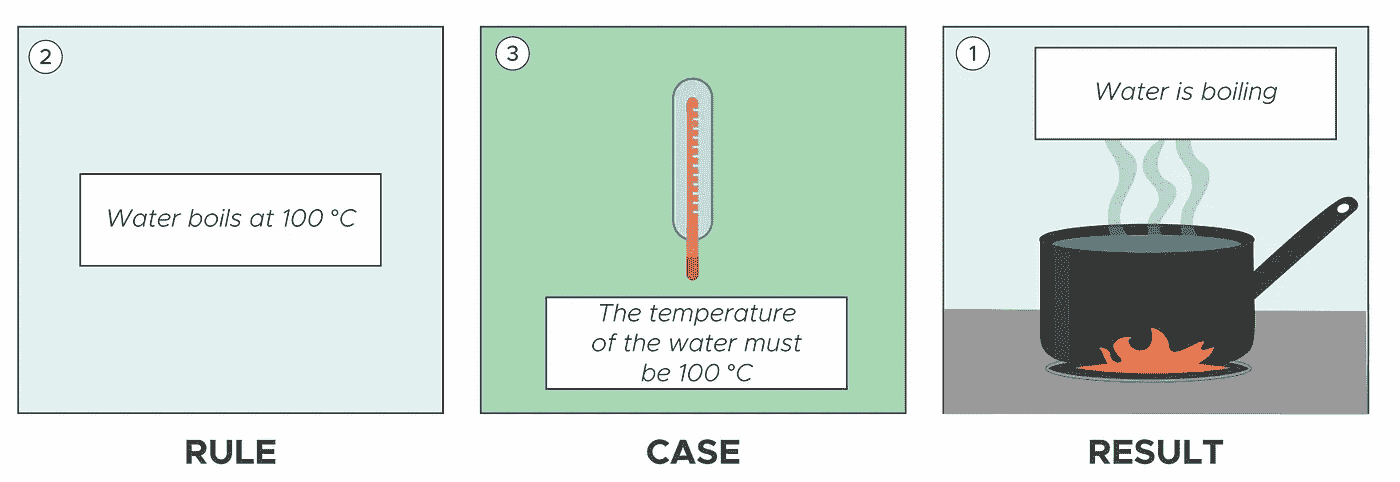 2
Water boils at 100 °C
RULE
3
The temperature
of the water must
be 100 °C
CASE
1
Water is boiling
RESULT